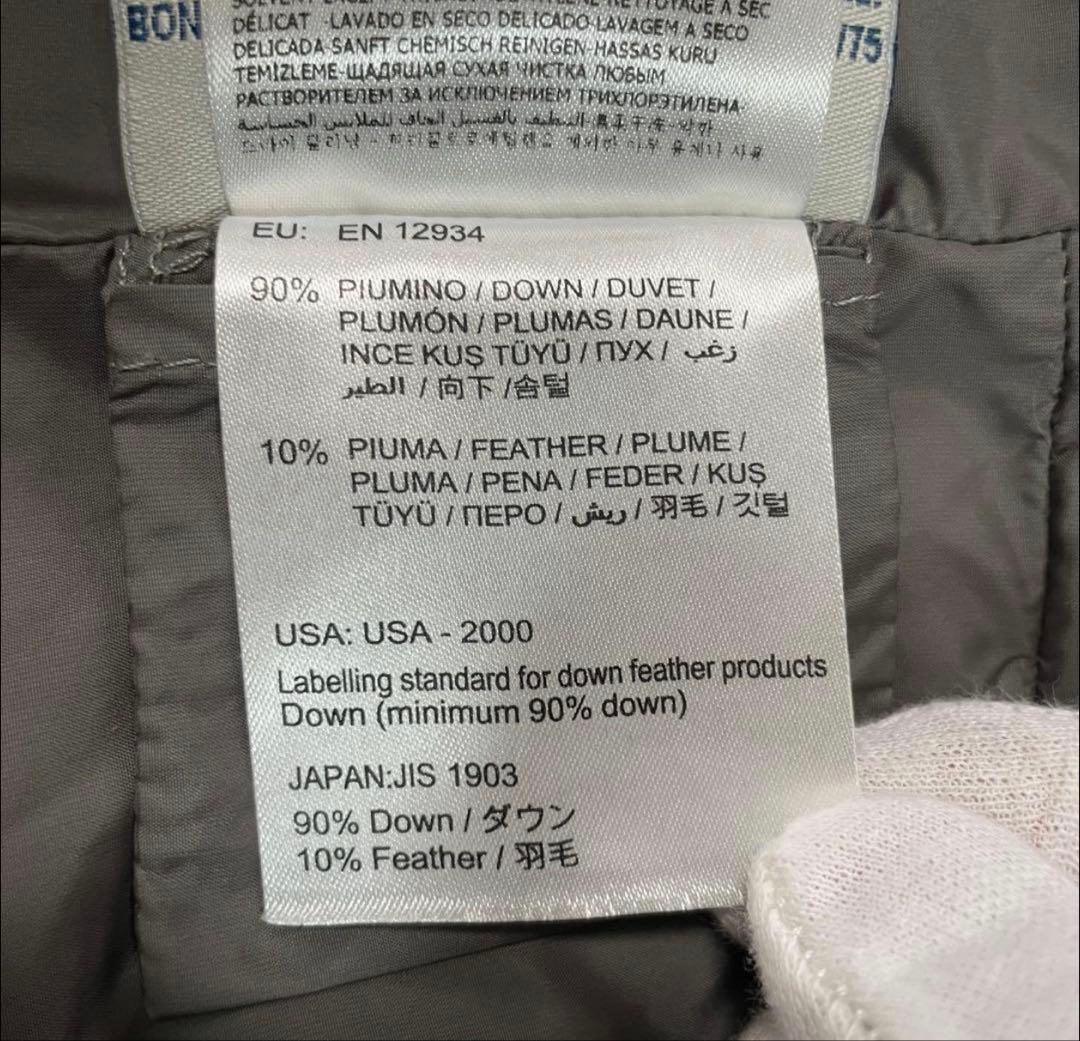 BON
/75
NETTOYAGE A SEC
DÉLICAT -LAVADO EN SECO DELICADO-LAVAGEM A SECO
DELICADA-SANFT CHEMISCH REINIGEN-HASSAS KURU
TEMIZLEME-ЩАДЯЩАЯ СУХАЯ ЧИСТКА ЛЮБЫМ
РАСТВОРИТЕЛЕМ ЗА ИСКЛЮЧЕНИЕМ ТРИХЛОРЭТИЛЕНА-
EU: EN 12934
90% PIUMINO / DOWN / DUVET /
PLUMÓN / PLUMAS / DAUNE /
INCE KUŞ TÜYÜ / ПУХ / زغب
الطير / 向下 /솜털
10% PIUMA / FEATHER / PLUME /
PLUMA / PENA / FEDER / KUŞ
TÜYÜ / ПЕРО / ريش / 羽毛 / 깃털
USA: USA - 2000
Labelling standard for down feather products
Down (minimum 90% down)
JAPAN:JIS 1903
90% Down / ダウン
10% Feather / 羽毛